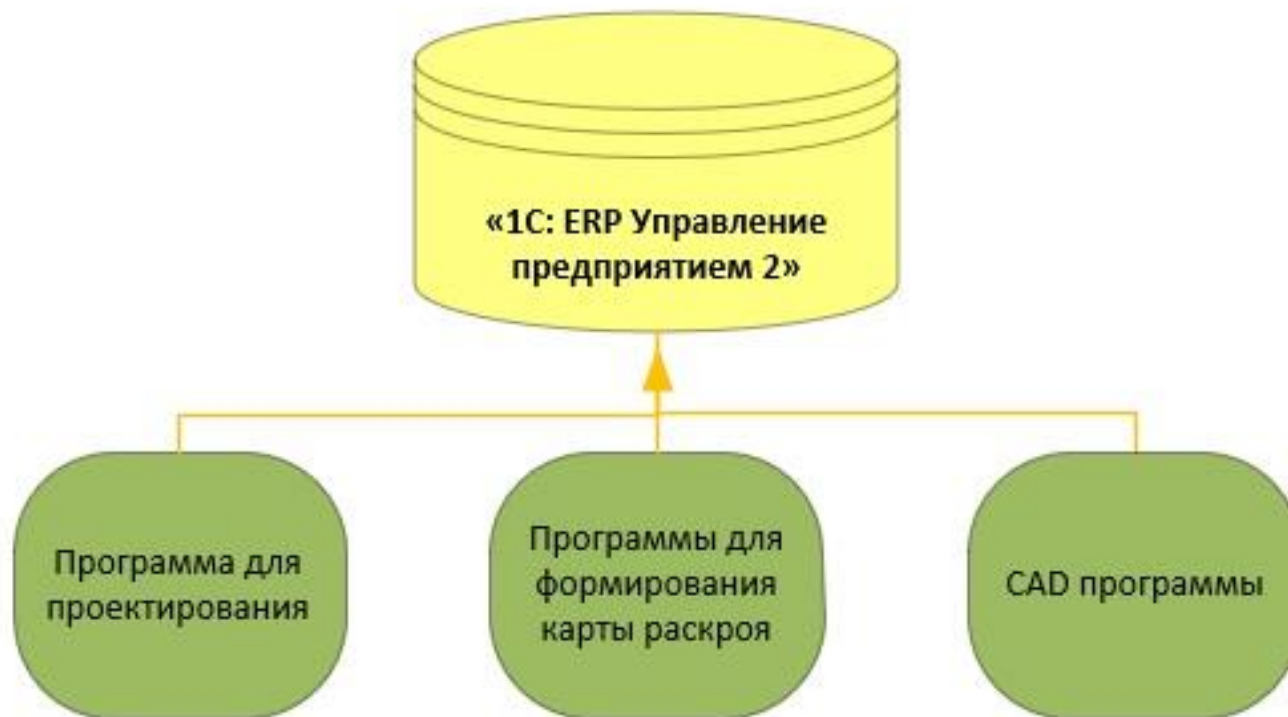 «1С: ERP Управление
предприятием 2»
Программа для
проектирования
Программы для
формирования
карты раскроя
CAD программы